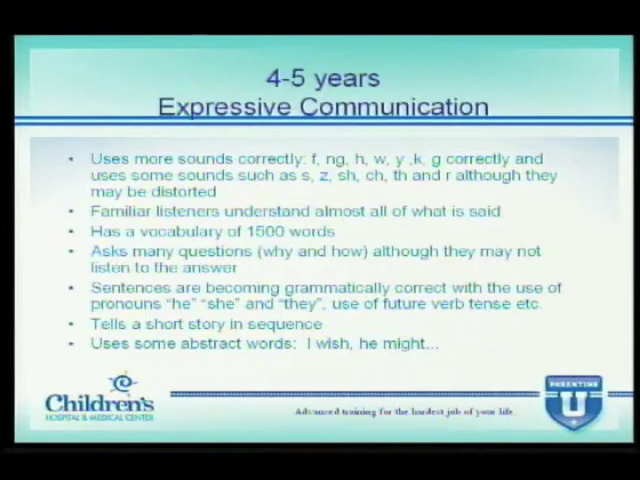 4-5 years
Expressive Communication
• Uses more sounds correctly: f, ng, h, w, y ,k, g correctly and
uses some sounds such as s, z, sh, ch, th and r although they
may be distorted
• Familiar listeners understand almost all of what is said
• Has a vocabulary of 1500 words
• Asks many questions (why and how) although they may not
listen to the answer
• Sentences are becoming grammatically correct with the use of
pronouns “he” “she” and “they”, use of future verb tense etc.
• Tells a short story in sequence
• Uses some abstract words: I wish, he might...
Children's
HOSPITAL & MEDICAL CENTER
Advanced training for the hardest job of your life.
PARENTING
U